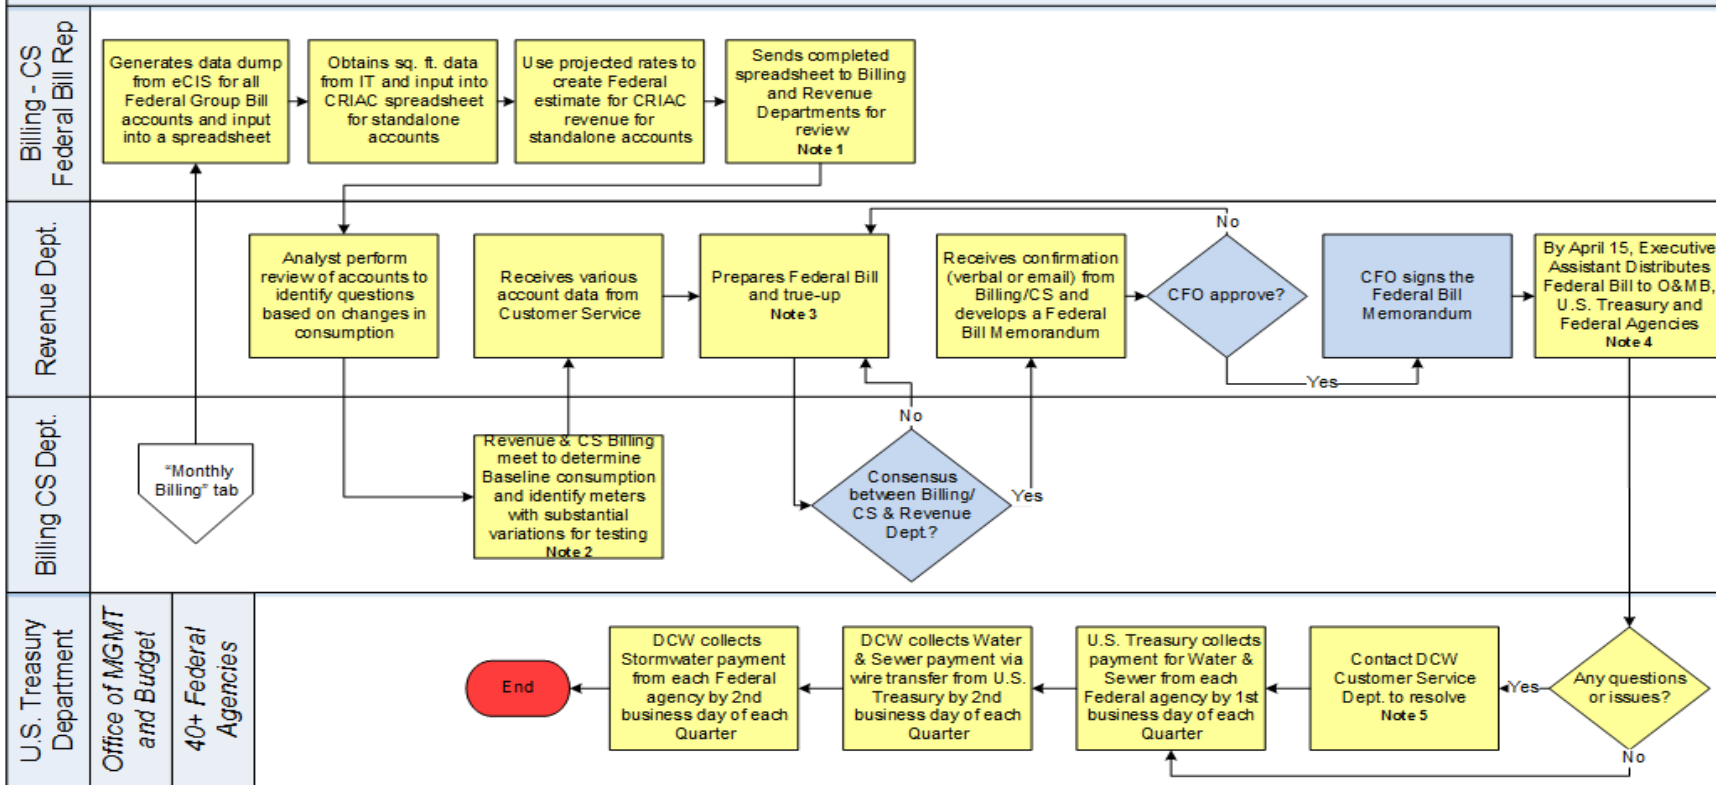 Billing - CS
Federal Bill Rep
Generates data dump
from eCIS for all
Federal Group Bill
accounts and input
into a spreadsheet
Obtains sq. ft. data
from IT and input into
CRIAC spreadsheet
for standalone
accounts
Use projected rates to
create Federal
estimate for CRIAC
revenue for
standalone accounts
Sends completed
spreadsheet to Billing
and Revenue
Departments for
review
Note 1
Revenue Dept.
Analyst perform
review of accounts to
identify questions
based on changes in
consumption
Receives various
account data from
Customer Service
Prepares Federal Bill
and true-up
Note 3
Receives confirmation
(verbal or email) from
Billing/CS and
develops a Federal
Bill Memorandum
No
CFO approve?
Yes
CFO signs the
Federal Bill
Memorandum
By April 15, Executive
Assistant Distributes
Federal Bill to O&MB,
U.S. Treasury and
Federal Agencies
Note 4
Billing CS Dept.
"Monthly
Billing" tab
Revenue & CS Billing
meet to determine
Baseline consumption
and identify meters
with substantial
variations for testing
Note 2
No
Consensus
between Billing/
CS & Revenue
Dept.?
Yes
U.S. Treasury
Department
Office of MGMT
and Budget
40+ Federal
Agencies
End
DCW collects
Stormwater payment
from each Federal
agency by 2nd
business day of each
Quarter
DCW collects Water
& Sewer payment via
wire transfer from U.S.
Treasury by 2nd
business day of each
Quarter
U.S. Treasury collects
payment for Water &
Sewer from each
Federal agency by 1st
business day of each
Quarter
Contact DCW
Customer Service
Dept. to resolve
Note 5
Yes
Any questions
or issues?
No